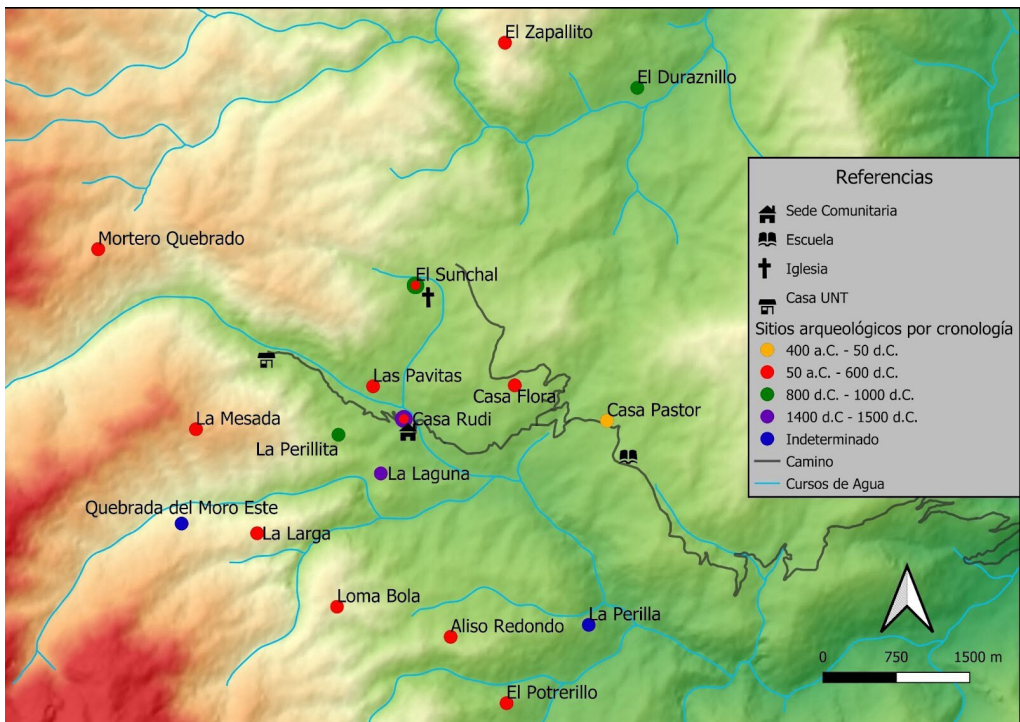 El Zapallito
El Duraznillo
Mortero Quebrado
El Sunchal
Las Pavitas
Casa Flora
Casa Rudi
Casa Pastor
La Mesada
La Perillita
La Laguna
Quebrada del Moro Este
La Larga
Loma Bola
Aliso Redondo
La Perilla
El Potrerillo
Referencias
Sede Comunitaria
Escuela
Iglesia
Casa UNT
Sitios arqueológicos por cronología
400 a.C. - 50 d.C.
50 a.C. - 600 d.C.
800 d.C. - 1000 d.C.
1400 d.C - 1500 d.C.
Indeterminado
Camino
Cursos de Agua
0 750 1500 m